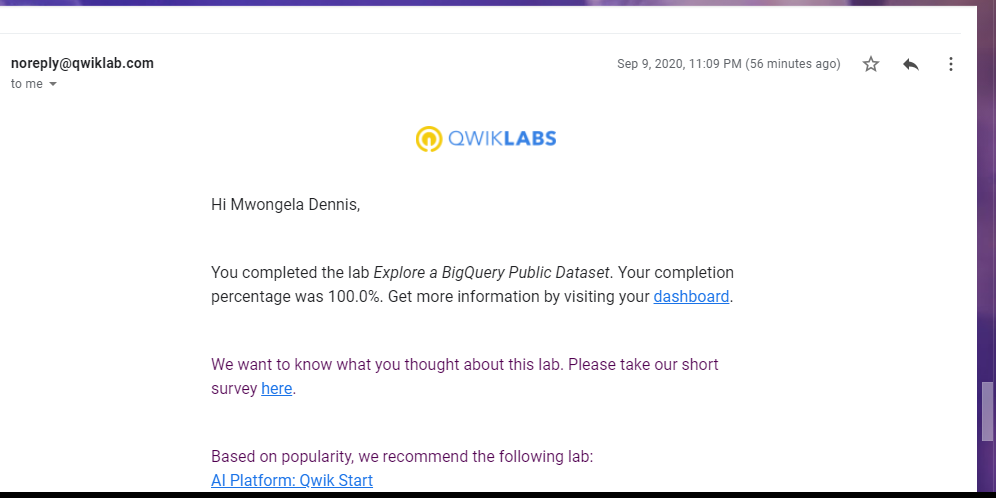 noreply@qwiklab.com
Sep 9, 2020, 11:09 PM (56 minutes ago)
to me
QWIKLABS
Hi Mwongela Dennis,
You completed the lab Explore a BigQuery Public Dataset. Your completion
percentage was 100.0%. Get more information by visiting your dashboard.
We want to know what you thought about this lab. Please take our short
survey here.
Based on popularity, we recommend the following lab:
AI Platform: Qwik Start